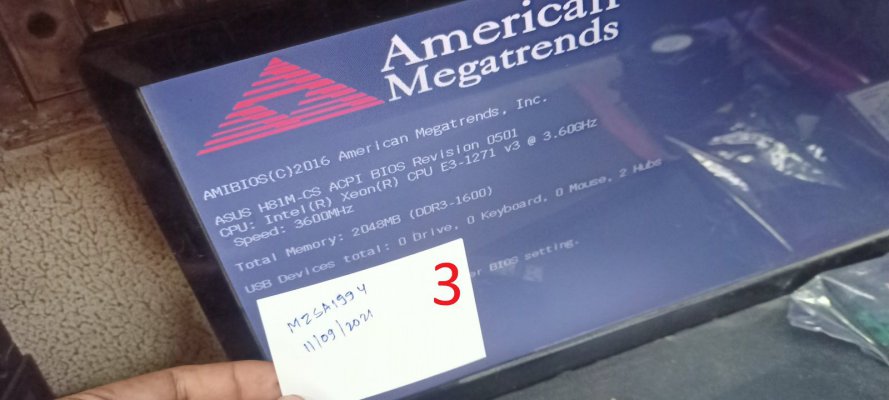 American
Megatrends
AMIBIOS(C)2016 American Megatrends, Inc.
ASUS H81M-CS ACPI BIOS Revision 0501
CPU: Intel(R) Xeon(R) CPU E3-1271 v3 @ 3.60GHz
Speed: 3600MHz
Total Memory: 2048MB (DDR3-1600)
USB Devices total: 0 Drive, 0 Keyboard, 0 Mouse, 2 Hubs
BIOS setting.
3
MZSA1994
11/09/2021